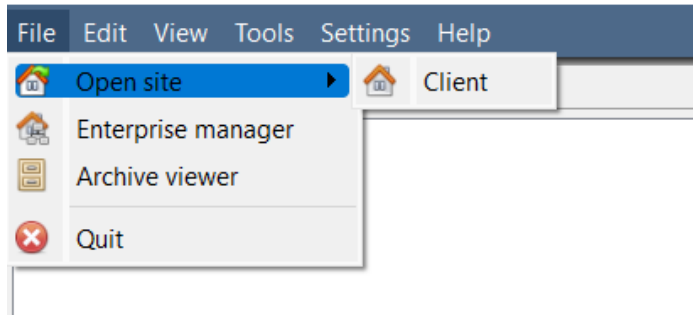 File Edit View Tools Settings Help
Open site Client
Enterprise manager
Archive viewer
Quit